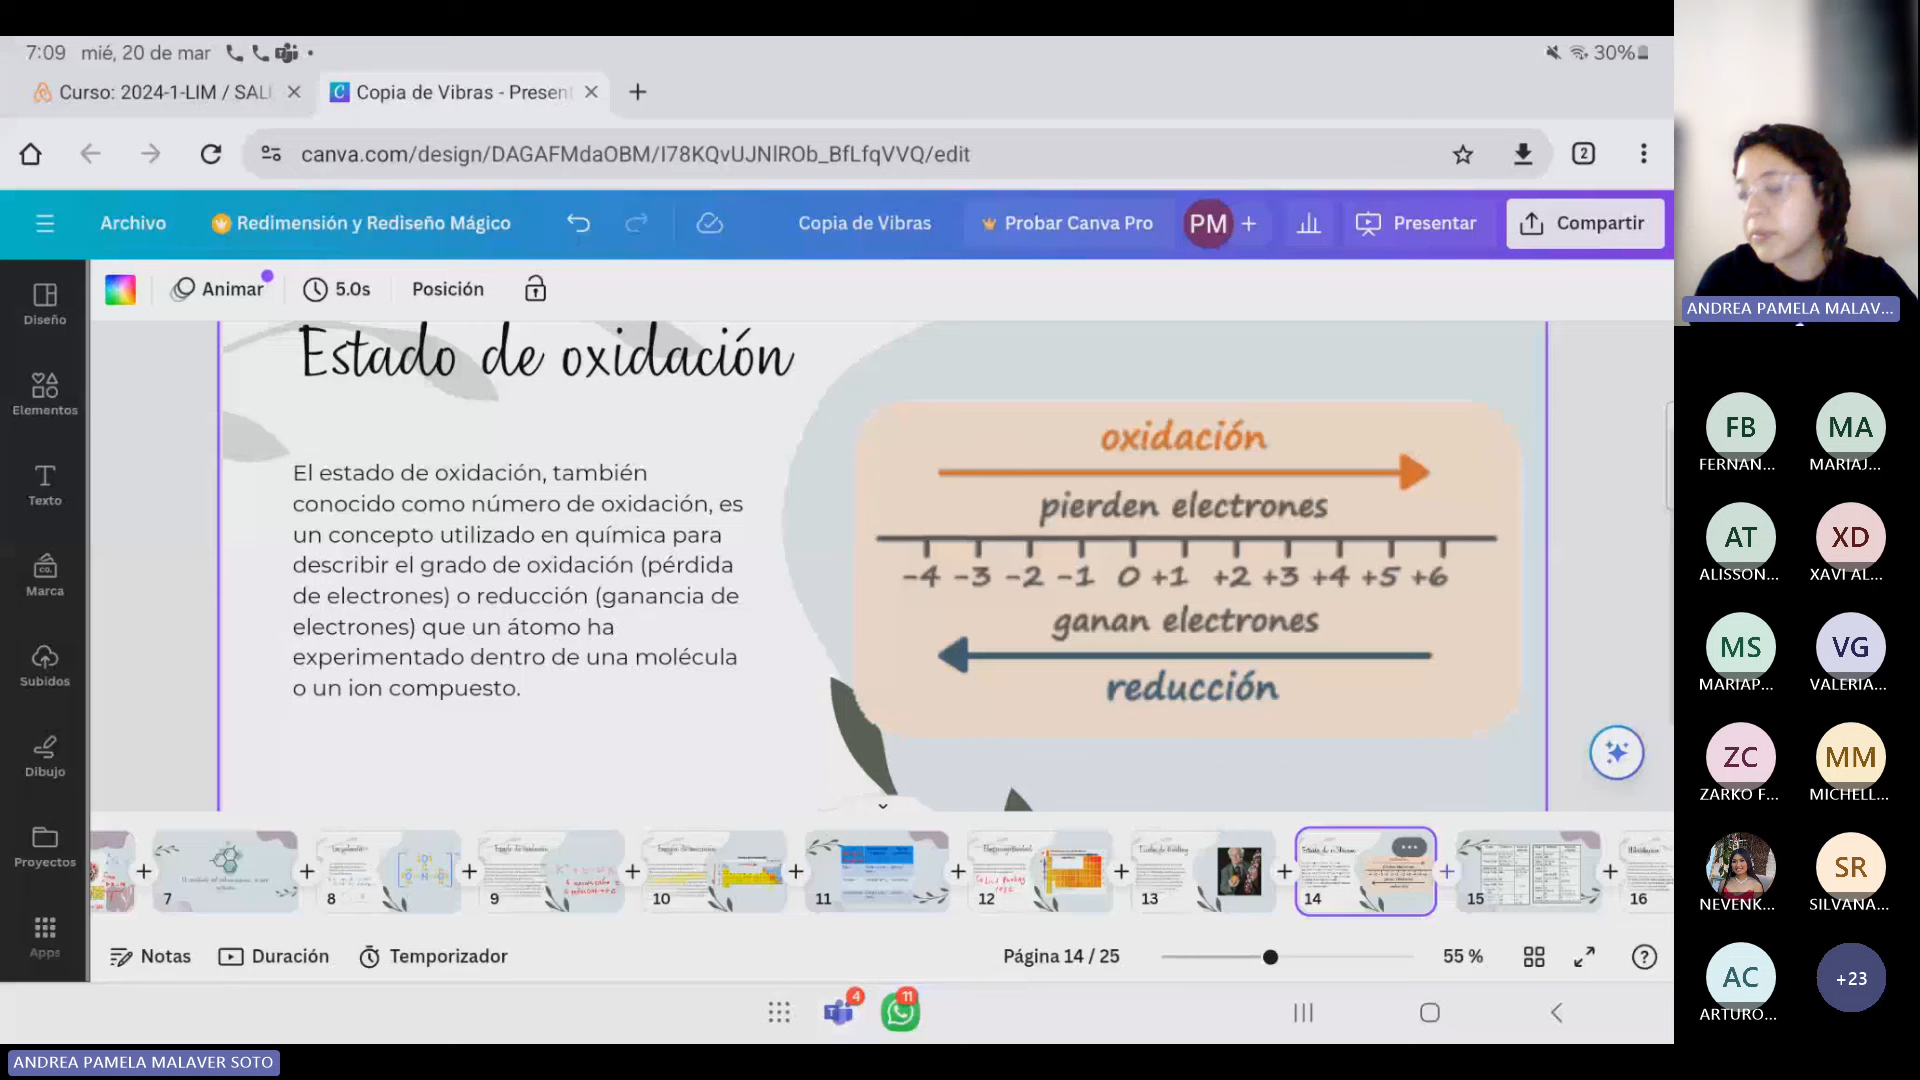 7:09 mié, 20 de mar
30%
Curso: 2024-1-LIM / SAL
Copia de Vibras - Present
canva.com/design/DAGAFMdaOBM/I78KQvUJNlROb_BfLfqVVQ/edit
2
Archivo
Redimensión y Rediseño Mágico
Copia de Vibras
Probar Canva Pro
PM
Presentar
Compartir
Animar
5.0s
Posición
Diseño
Elementos
Texto
Marca
Subidos
Dibujo
Proyectos
Apps
Estado de oxidación
El estado de oxidación, también
conocido como número de oxidación, es
un concepto utilizado en química para
describir el grado de oxidación (pérdida
de electrones) o reducción (ganancia de
electrones) que un átomo ha
experimentado dentro de una molécula
o un ion compuesto.
oxidación
pierden electrones
-4 -3 -2 -1 0 +1 +2 +3 +4 +5 +6
ganan electrones
reducción
7
8
9
10
11
12
13
14
15
16
Notas
Duración
Temporizador
Página 14 / 25
55 %
4
11
ANDREA PAMELA MALAVER SOTO
ANDREA PAMELA MALAV...
FB
FERNAN...
MA
MARIAJ...
AT
ALISSON...
XD
XAVI AL...
MS
MARIAP...
VG
VALERIA...
ZC
ZARKO F...
MM
MICHELL...
NEVENK...
SR
SILVANA...
AC
ARTURO...
+23